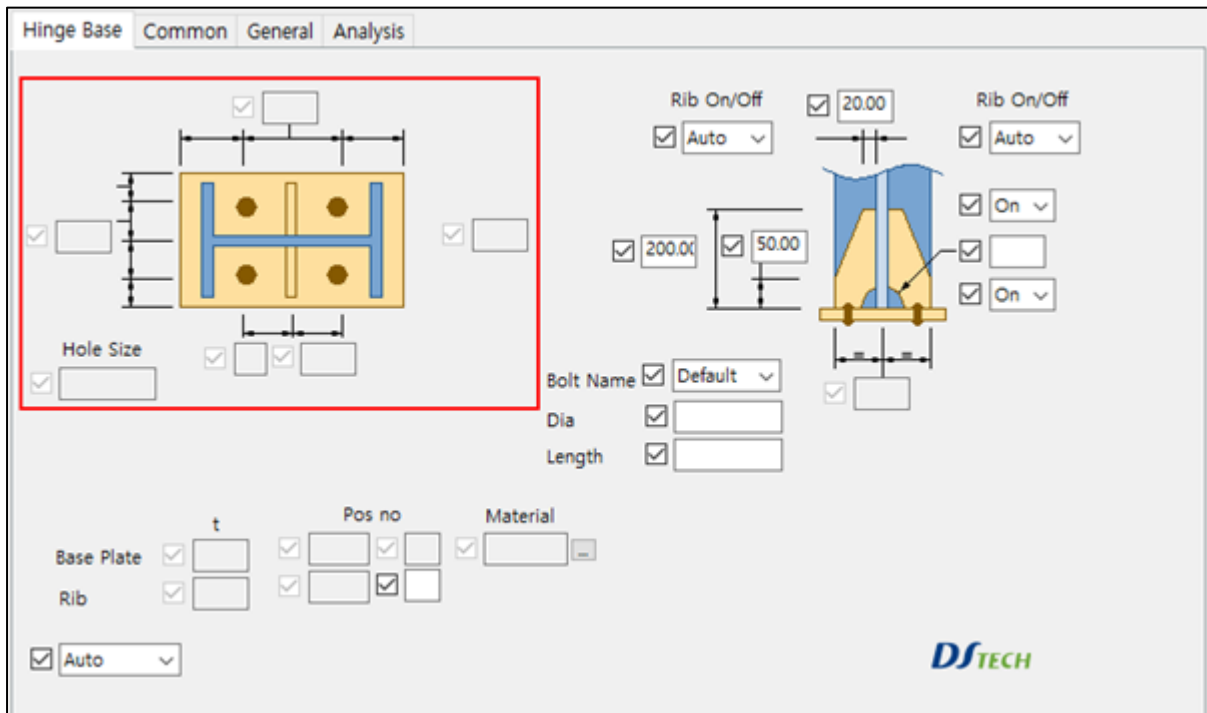 Hinge Base Common General Analysis
Rib On/Off 20.00 Rib On/Off
Auto Auto
On
200.00 50.00
On
=  =
Hole Size
Bolt Name Default
Dia
Length
t Pos no Material
Base Plate ...
Rib
Auto
DSTECH